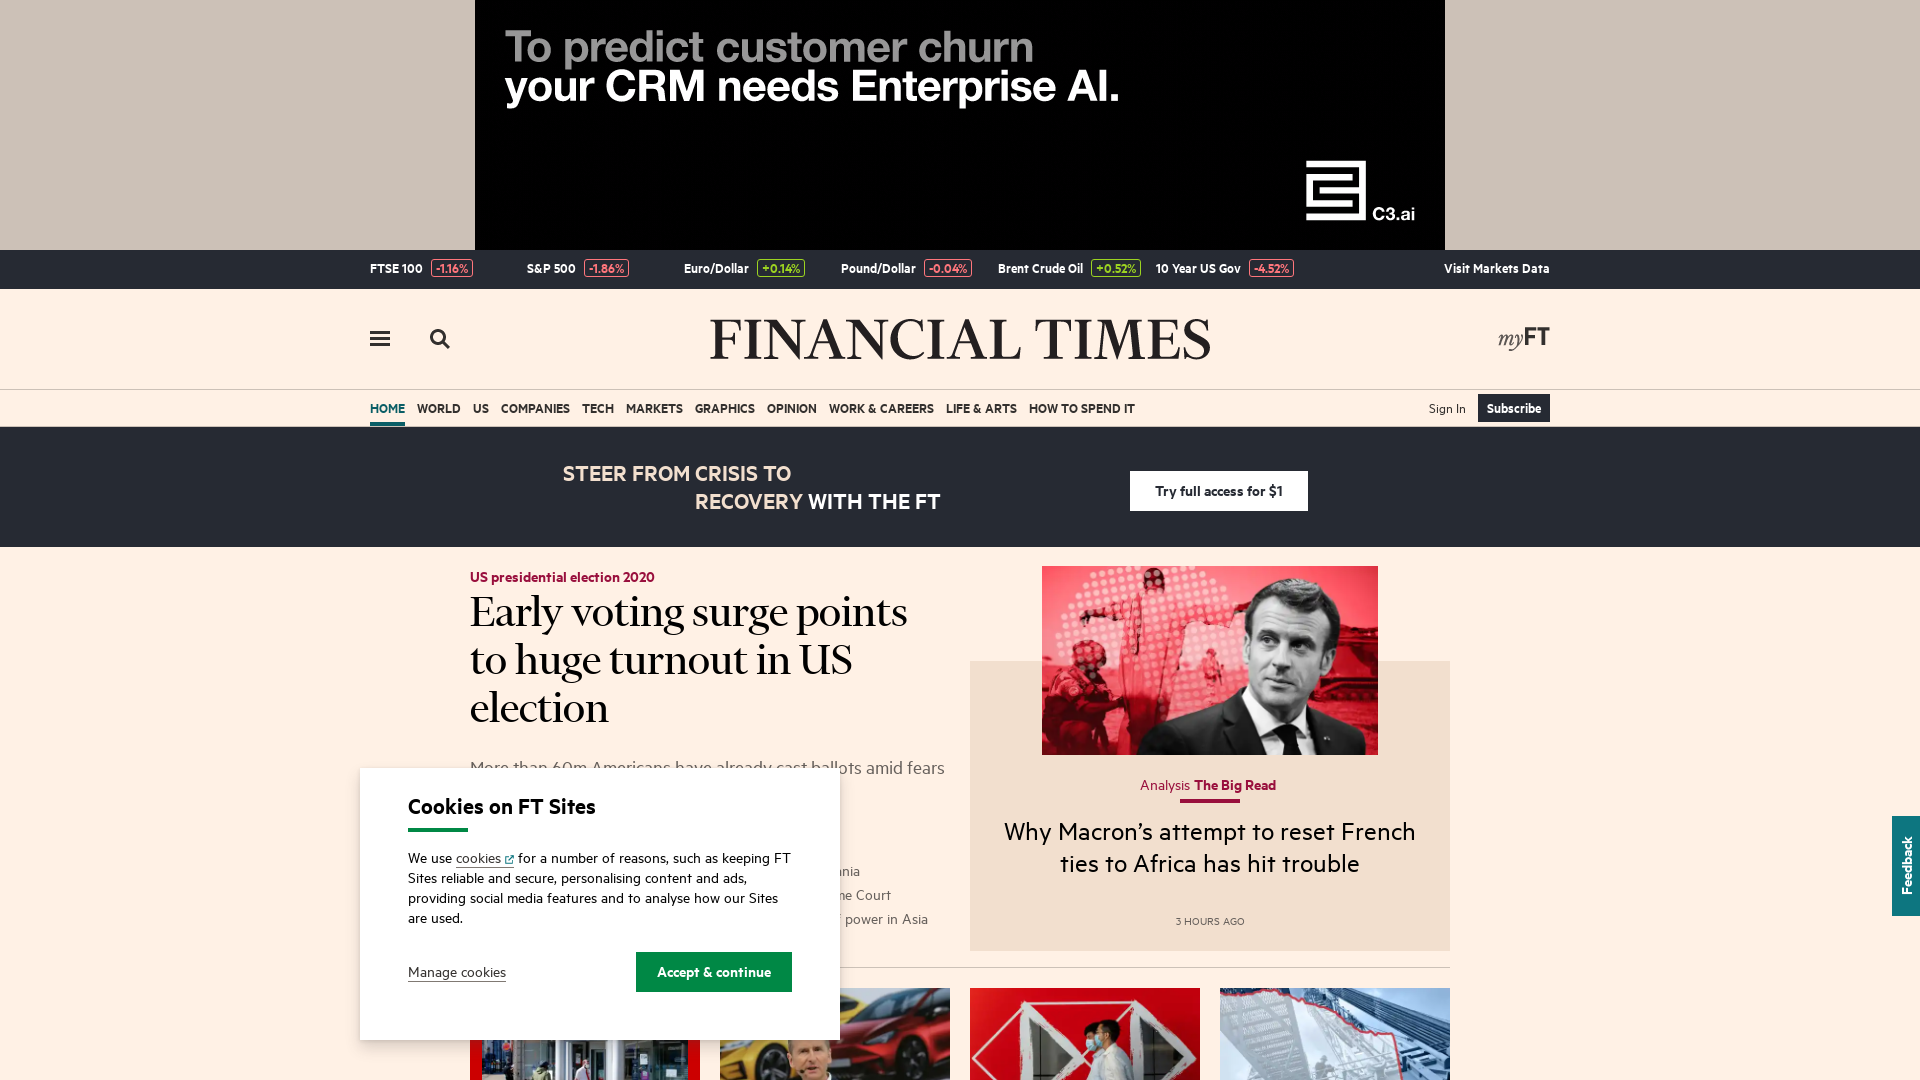 To predict customer churn
your CRM needs Enterprise AI.
C3.ai
FTSE 100 -1.16% S&P 500 -1.86% Euro/Dollar +0.14% Pound/Dollar -0.04% Brent Crude Oil +0.52% 10 Year US Gov -4.52% Visit Markets Data
FINANCIAL TIMES
myFT
HOME WORLD US COMPANIES TECH MARKETS GRAPHICS OPINION WORK & CAREERS LIFE & ARTS HOW TO SPEND IT Sign In Subscribe
STEER FROM CRISIS TO
RECOVERY WITH THE FT
Try full access for $1
US presidential election 2020
Early voting surge points
to huge turnout in US
election
More than 60m Americans have already cast ballots amid fears
power in Asia
Analysis The Big Read
Why Macron’s attempt to reset French
ties to Africa has hit trouble
3 HOURS AGO
Cookies on FT Sites
We use cookies for a number of reasons, such as keeping FT
Sites reliable and secure, personalising content and ads,
providing social media features and to analyse how our Sites
are used.
Manage cookies
Accept & continue
Feedback